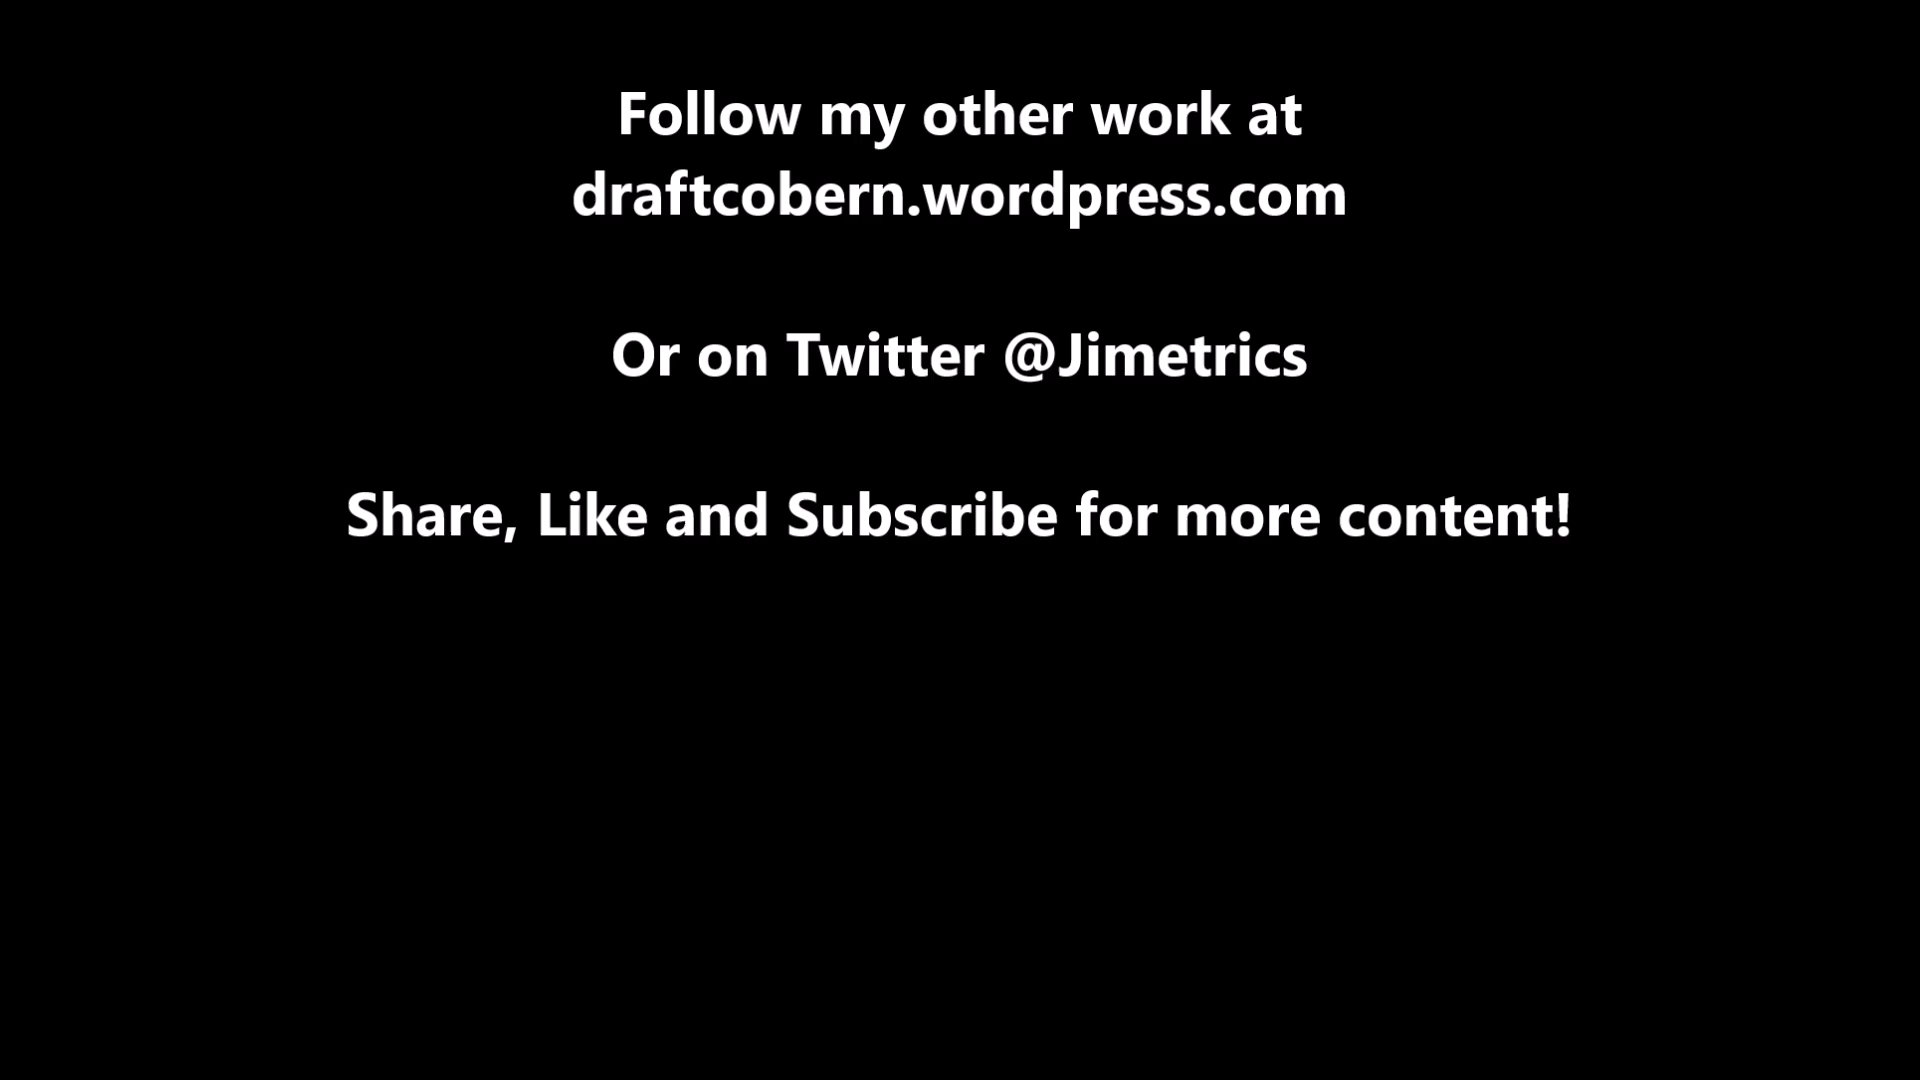 Follow my other work at
draftcobern.wordpress.com
Or on Twitter @Jimetrics
Share, Like and Subscribe for more content!